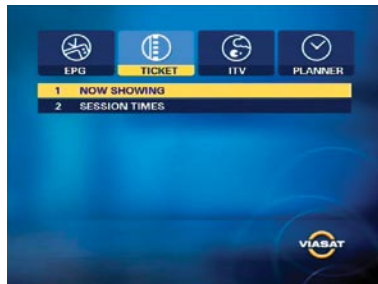 EPG TICKET ITV PLANNER
1 NOW SHOWING
2 SESSION TIMES
VIASAT